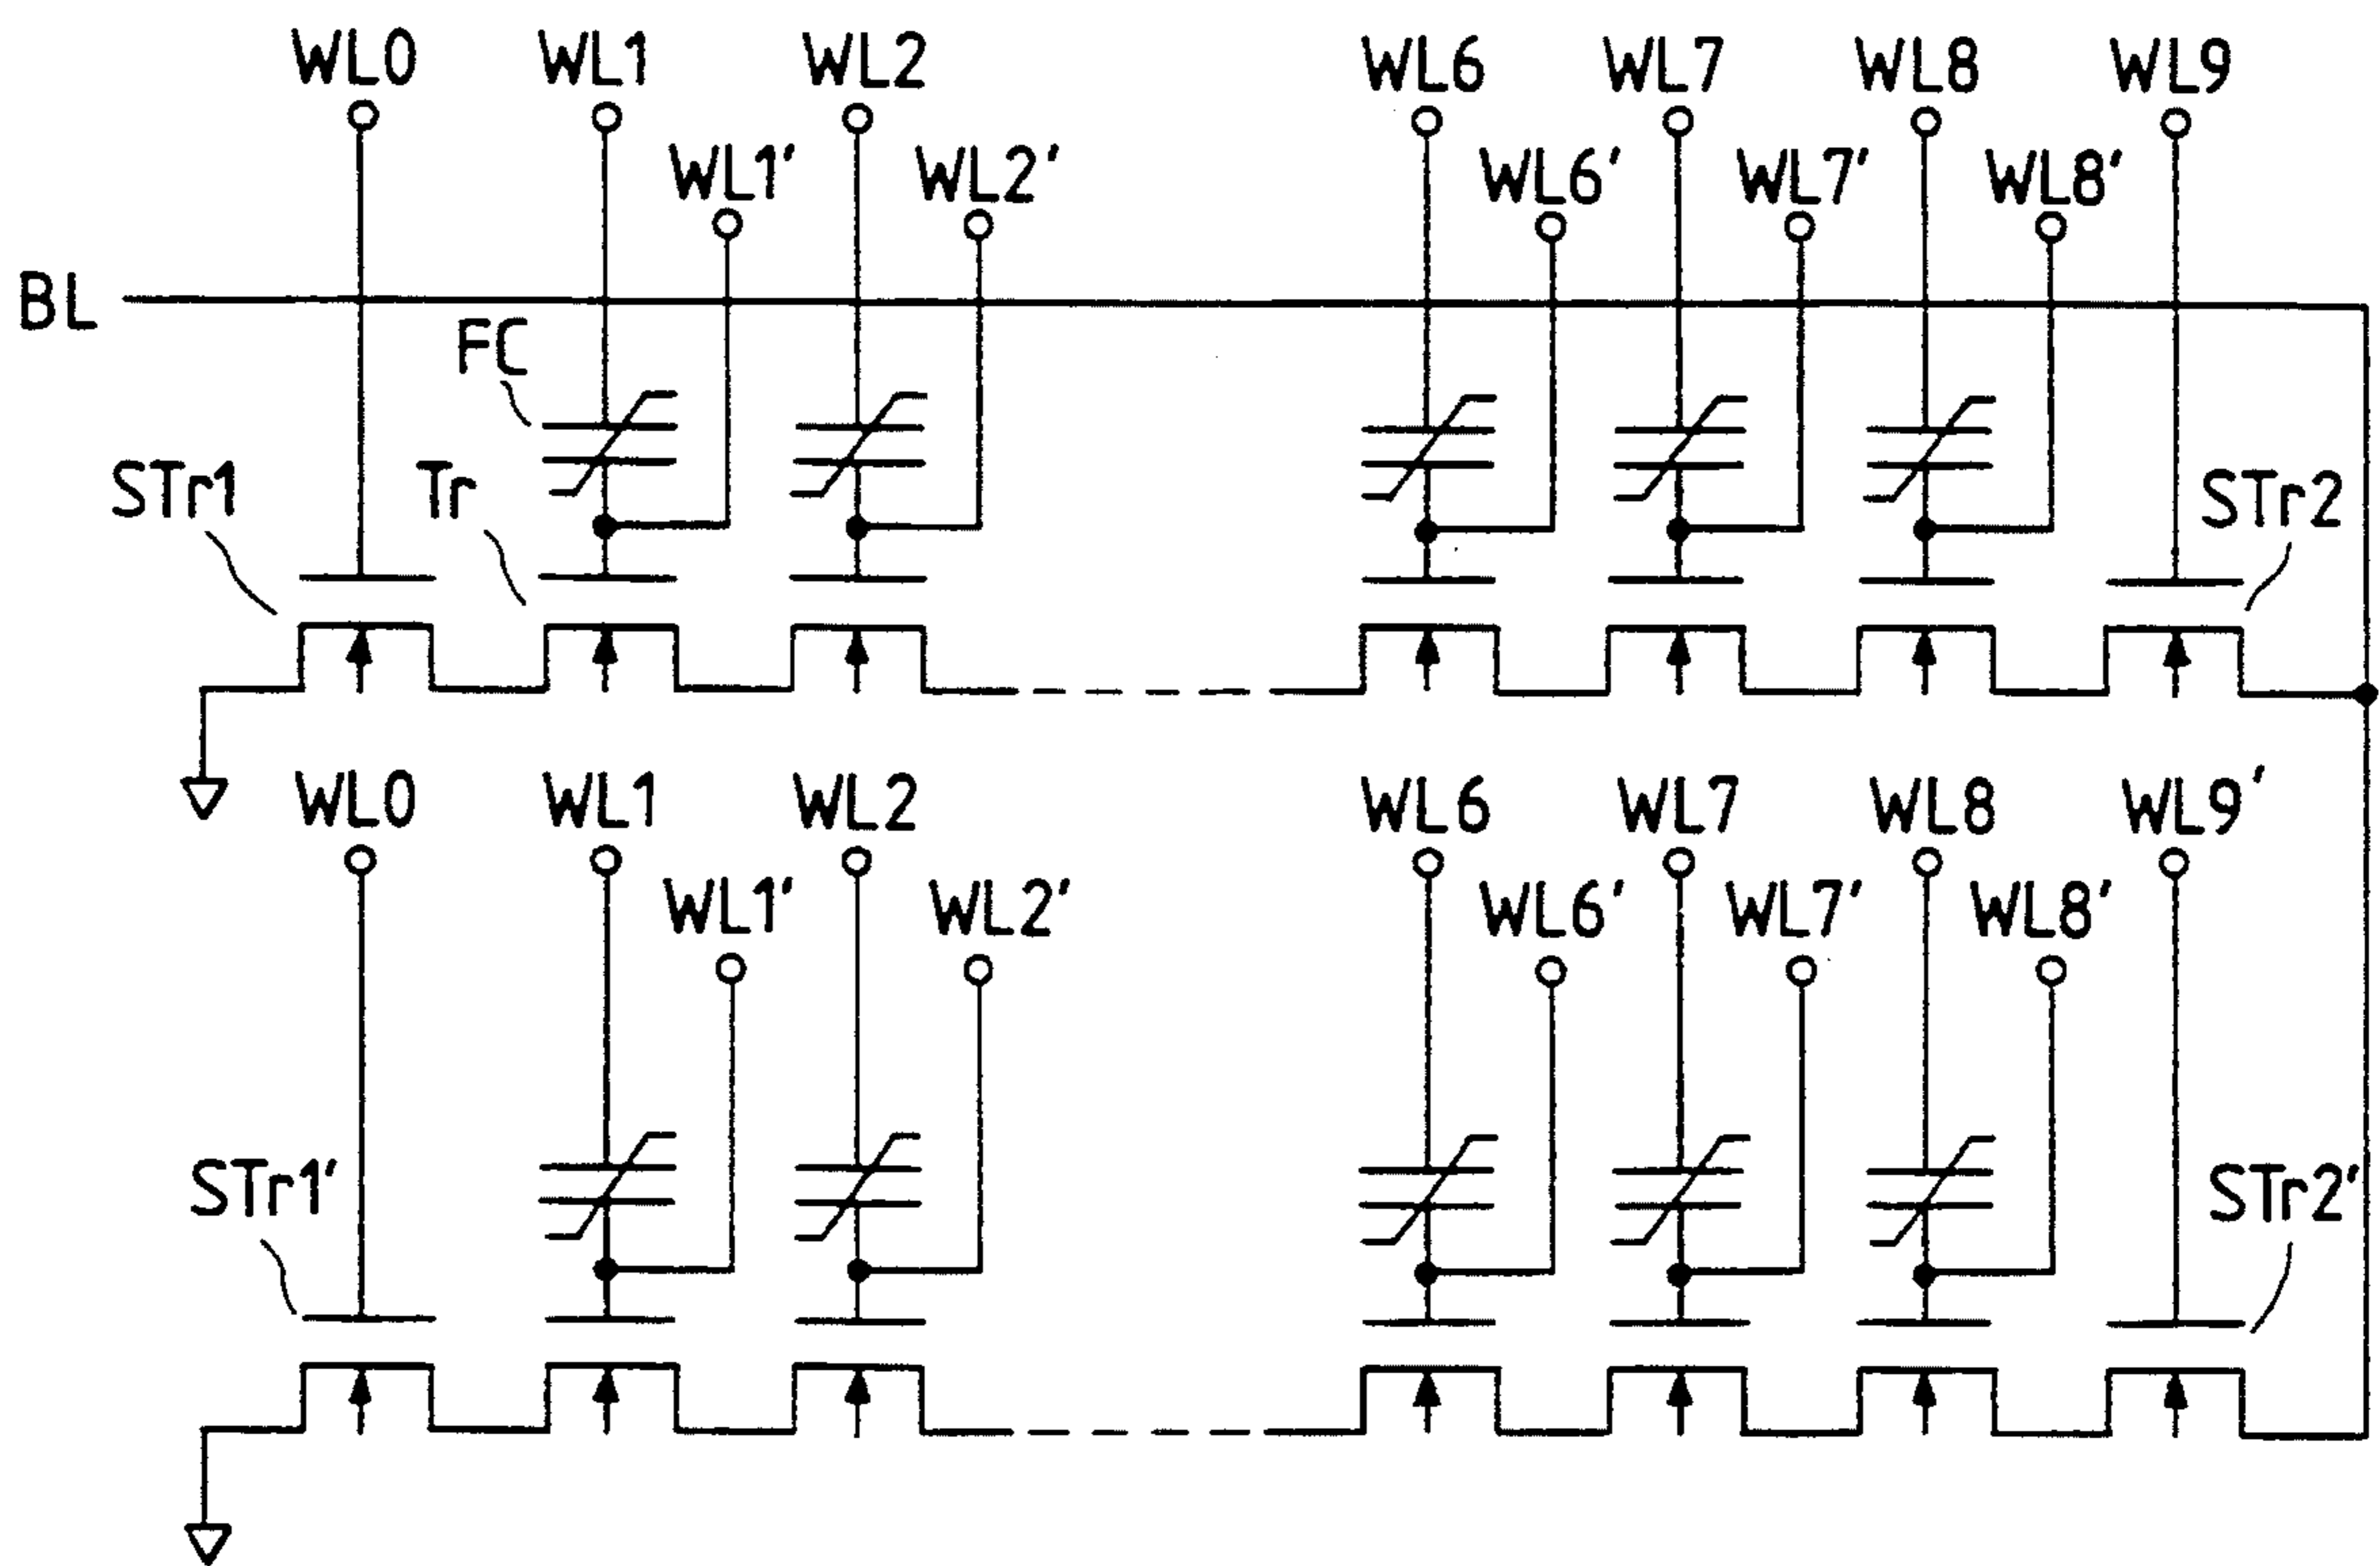 WL0 WL1 WL2 WL6 WL7 WL8 WL9
WL1' WL2' WL6' WL7' WL8'
BL
FC
STr1 Tr STr2
WL0 WL1 WL2 WL6 WL7 WL8 WL9'
WL1' WL2' WL6' WL7' WL8'
STr1' STr2'